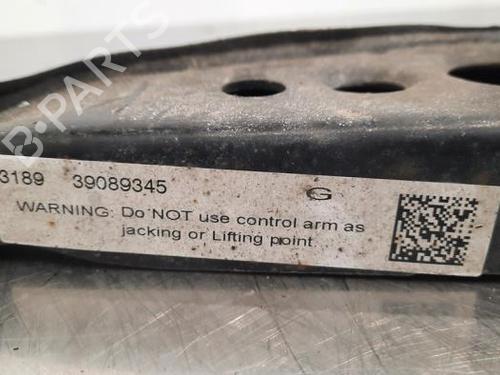 B-PARTS
3189 39089345 G
WARNING: Do NOT use control arm as
jacking or Lifting point